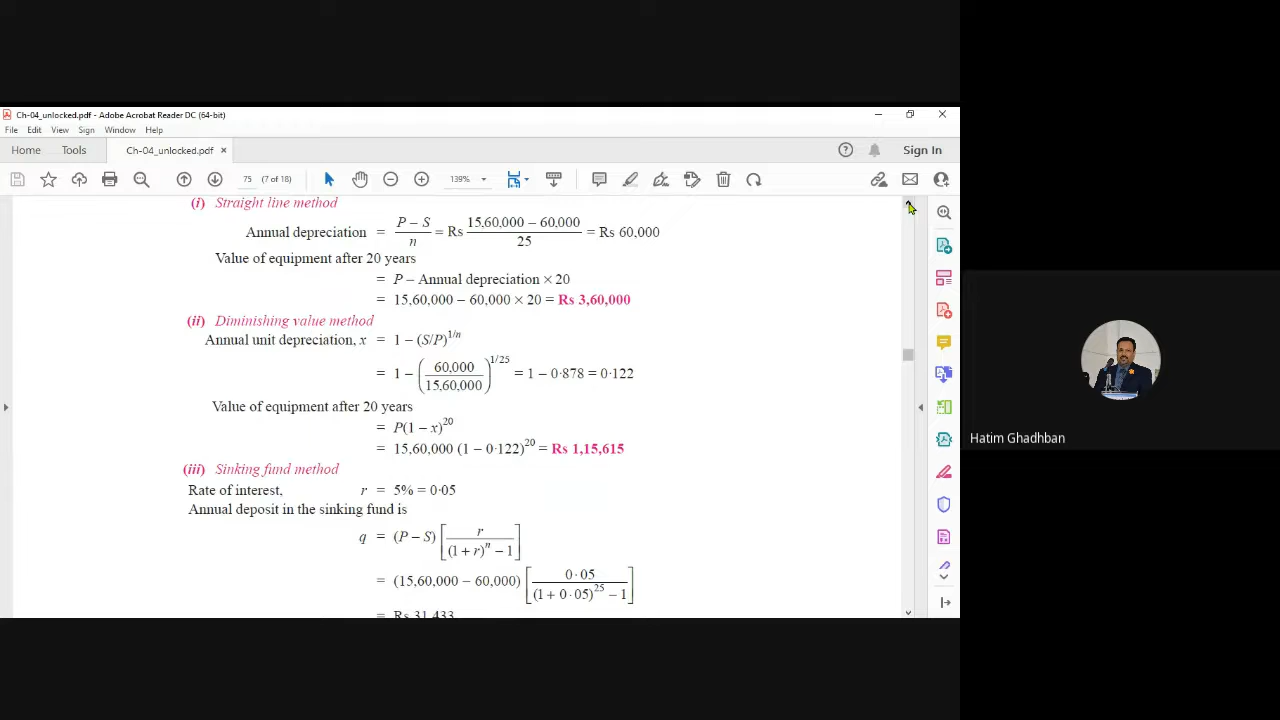 Ch-04_unlocked.pdf - Adobe Acrobat Reader DC (64-bit)
File Edit View Sign Window Help
Home Tools Ch-04_unlocked.pdf × Sign In
75 (7 of 18) 139%
(i) Straight line method
Annual depreciation = P – S / n = Rs 15,60,000 – 60,000 / 25 = Rs 60,000
Value of equipment after 20 years
= P – Annual depreciation × 20
= 15,60,000 – 60,000 × 20 = Rs 3,60,000
(ii) Diminishing value method
Annual unit depreciation, x = 1 – (S/P)^1/n
= 1 – (60,000 / 15,60,000)^1/25 = 1 – 0·878 = 0·122
Value of equipment after 20 years
= P(1 – x)^20
= 15,60,000 (1 – 0·122)^20 = Rs 1,15,615
(iii) Sinking fund method
Rate of interest, r = 5% = 0·05
Annual deposit in the sinking fund is
q = (P – S) [r / (1 + r)^n – 1]
= (15,60,000 – 60,000) [0·05 / (1 + 0·05)^25 – 1]
= Rs 31,433
Hatim Ghadhban